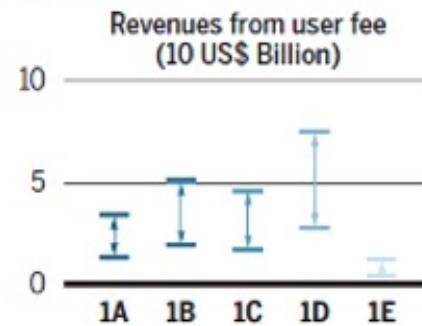 Revenues from user fee
(10 US$ Billion)
10
5
0
1A 1B 1C 1D 1E